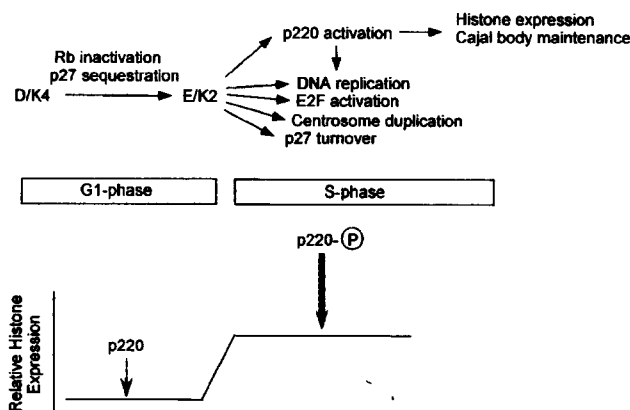 Histone expression
p220 activation
Cajal body maintenance
Rb inactivation
p27 sequestration
D/K4
E/K2
DNA replication
E2F activation
Centrosome duplication
p27 turnover
G1-phase
S-phase
p220-P
p220
Relative Histone
Expression